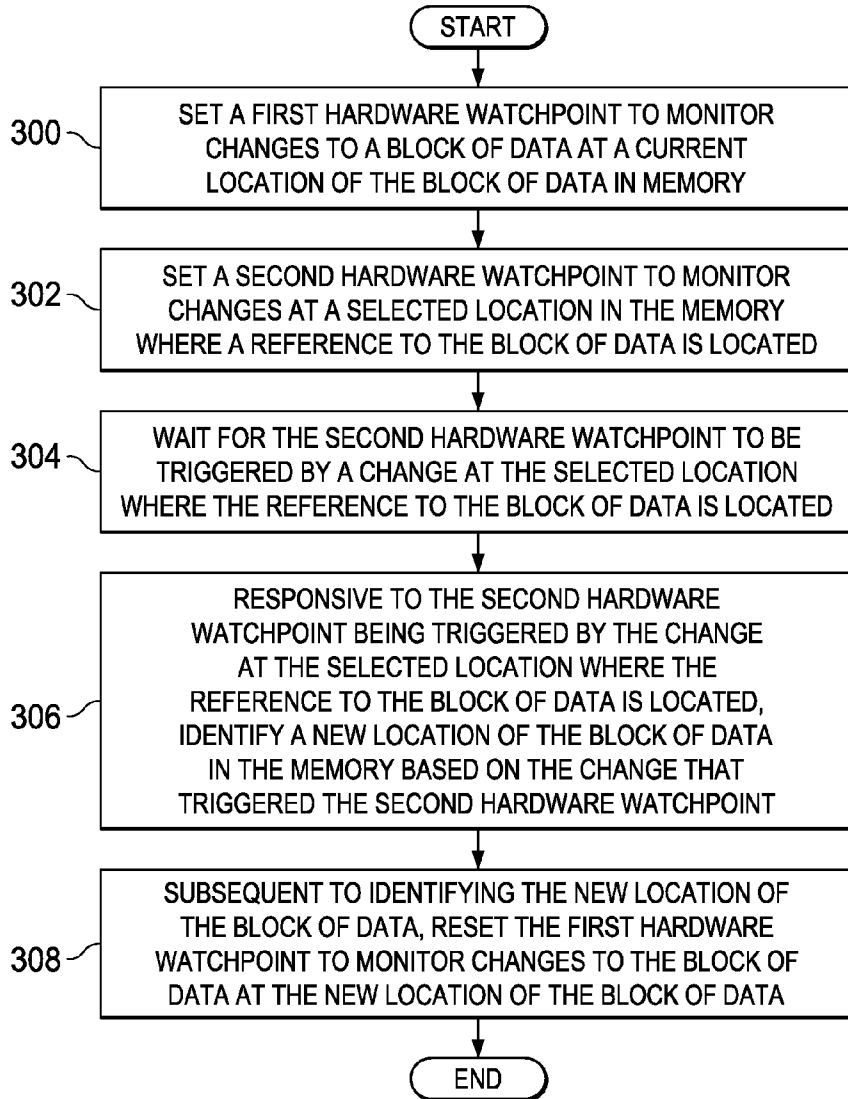 START
300
SET A FIRST HARDWARE WATCHPOINT TO MONITOR
CHANGES TO A BLOCK OF DATA AT A CURRENT
LOCATION OF THE BLOCK OF DATA IN MEMORY
302
SET A SECOND HARDWARE WATCHPOINT TO MONITOR
CHANGES AT A SELECTED LOCATION IN THE MEMORY
WHERE A REFERENCE TO THE BLOCK OF DATA IS LOCATED
304
WAIT FOR THE SECOND HARDWARE WATCHPOINT TO BE
TRIGGERED BY A CHANGE AT THE SELECTED LOCATION
WHERE THE REFERENCE TO THE BLOCK OF DATA IS LOCATED
306
RESPONSIVE TO THE SECOND HARDWARE
WATCHPOINT BEING TRIGGERED BY THE CHANGE
AT THE SELECTED LOCATION WHERE THE
REFERENCE TO THE BLOCK OF DATA IS LOCATED,
IDENTIFY A NEW LOCATION OF THE BLOCK OF DATA
IN THE MEMORY BASED ON THE CHANGE THAT
TRIGGERED THE SECOND HARDWARE WATCHPOINT
308
SUBSEQUENT TO IDENTIFYING THE NEW LOCATION OF
THE BLOCK OF DATA, RESET THE FIRST HARDWARE
WATCHPOINT TO MONITOR CHANGES TO THE BLOCK OF
DATA AT THE NEW LOCATION OF THE BLOCK OF DATA
END